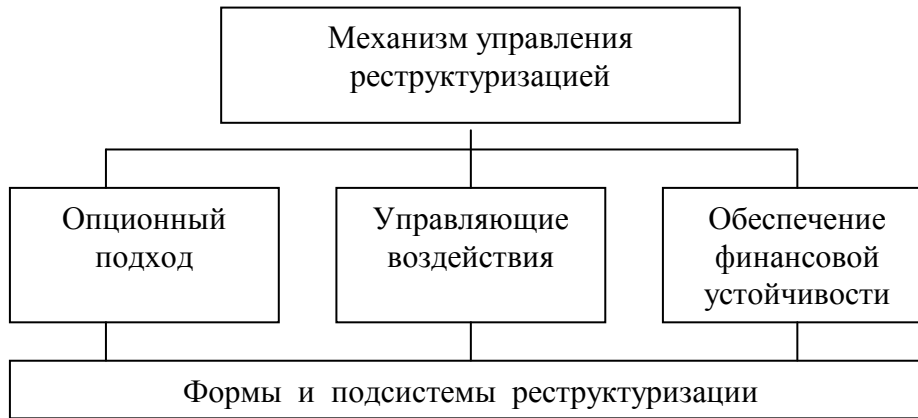 Механизм управления
реструктуризацией
Опционный
подход
Управляющие
воздействия
Обеспечение
финансовой
устойчивости
Формы и подсистемы реструктуризации